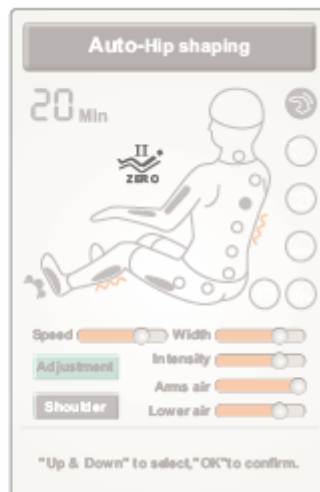 Auto-Hip shaping
20 Min
II
ZERO
Speed Width
Adjustment Intensity
Arms air
Shoulder
Lower air
"Up & Down" to select,"OK"to confirm.